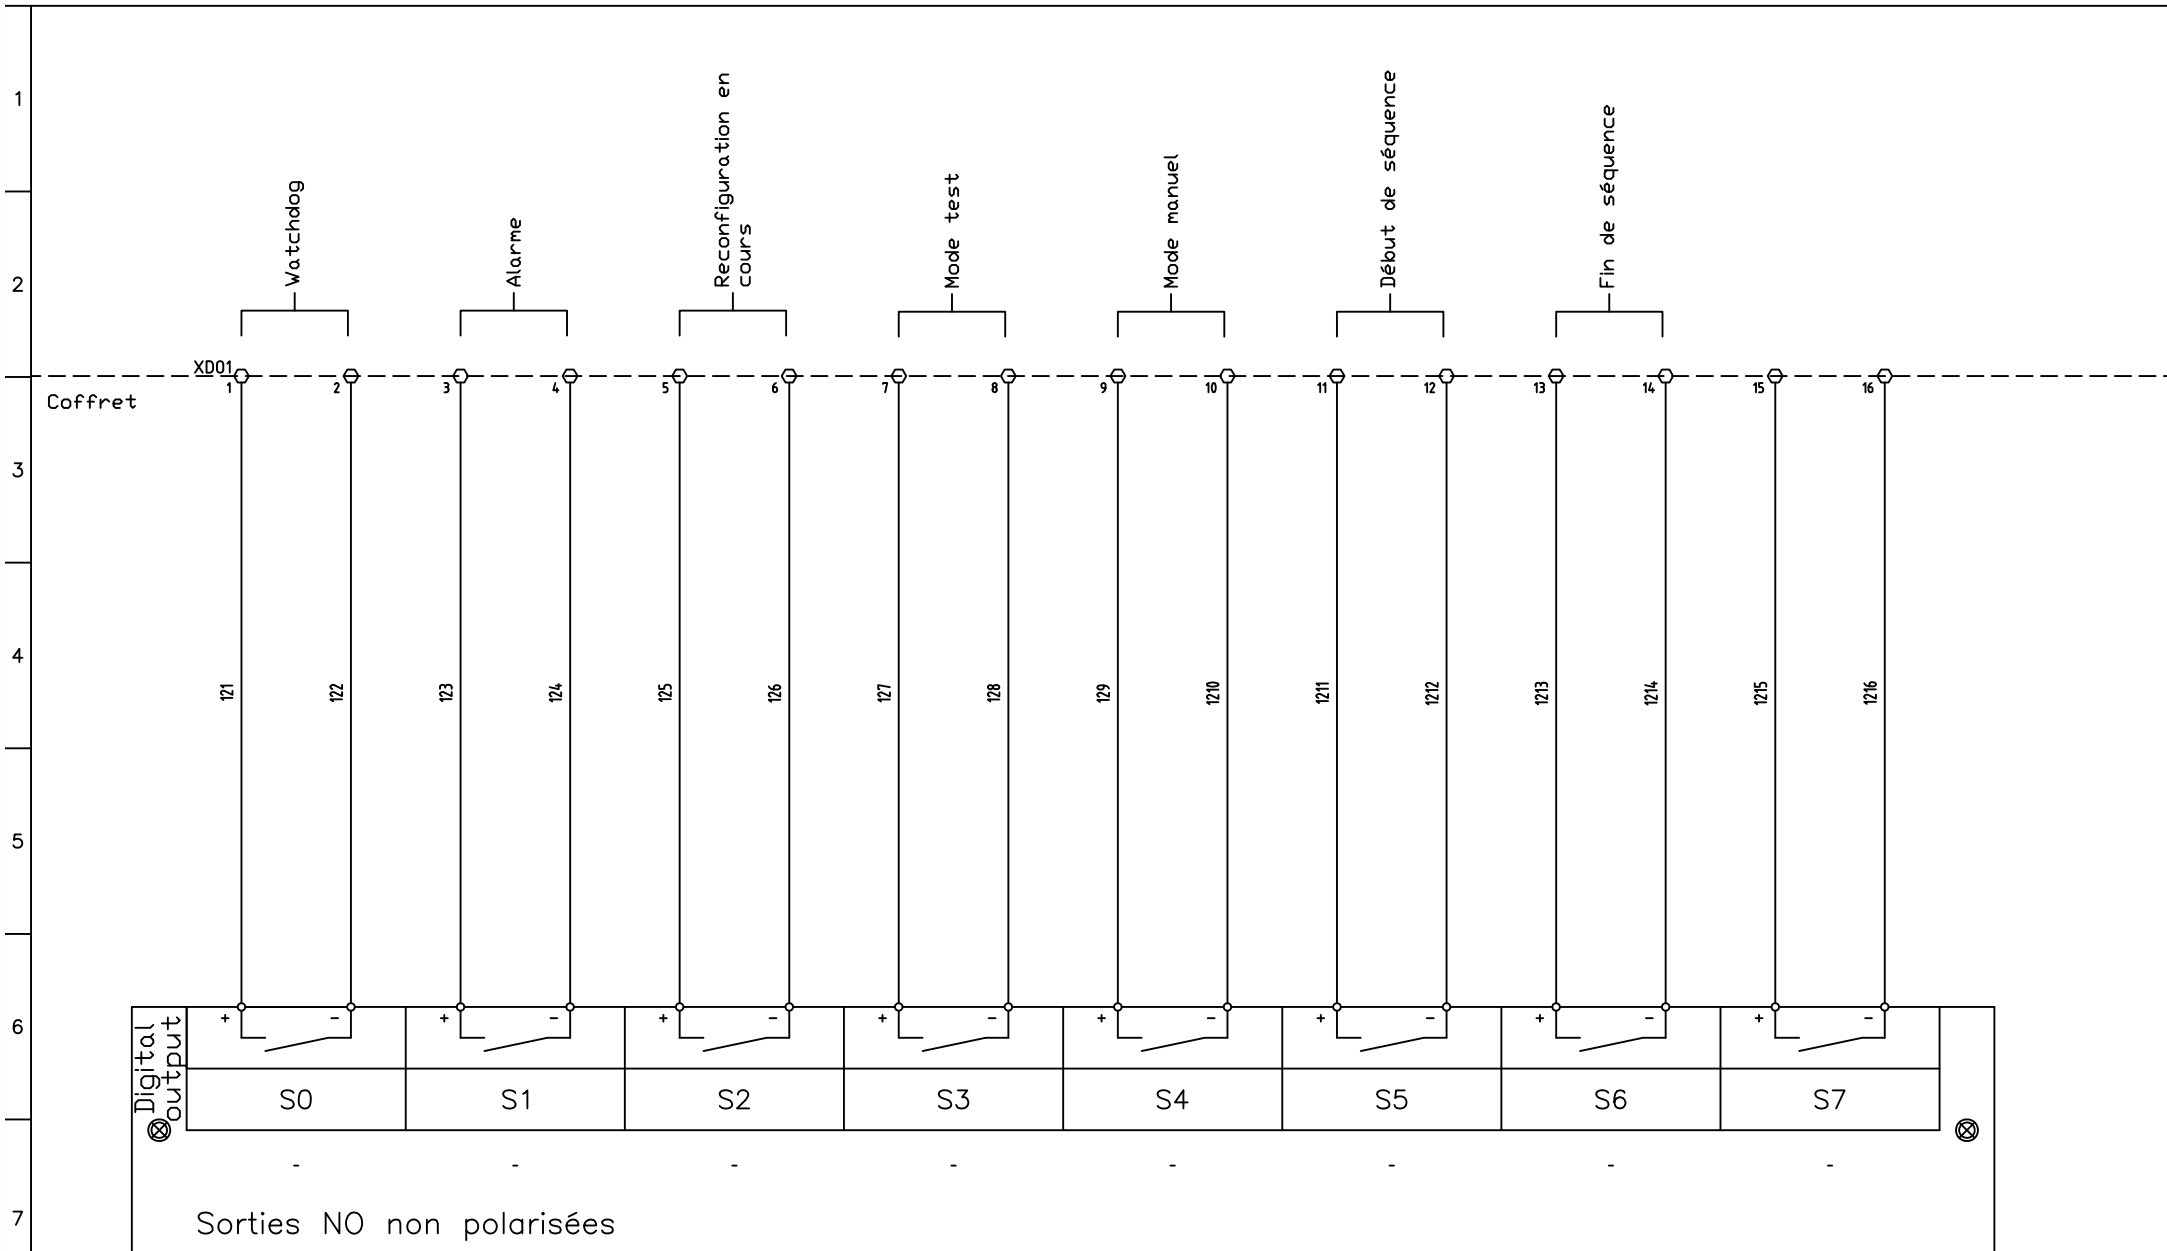 1
2
3
4
5
6
7
Watchdog
Alarme
Reconfiguration en
cours
Mode test
Mode manuel
Début de séquence
Fin de séquence
XDO1
1 2 3 4 5 6 7 8 9 10 11 12 13 14 15 16
Coffret
121 122 123 124 125 126 127 128 129 1210 1211 1212 1213 1214 1215 1216
Digital
output
+ - + - + - + - + - + - + - + -
S0 S1 S2 S3 S4 S5 S6 S7
- - - - - - - -
Sorties NO non polarisées